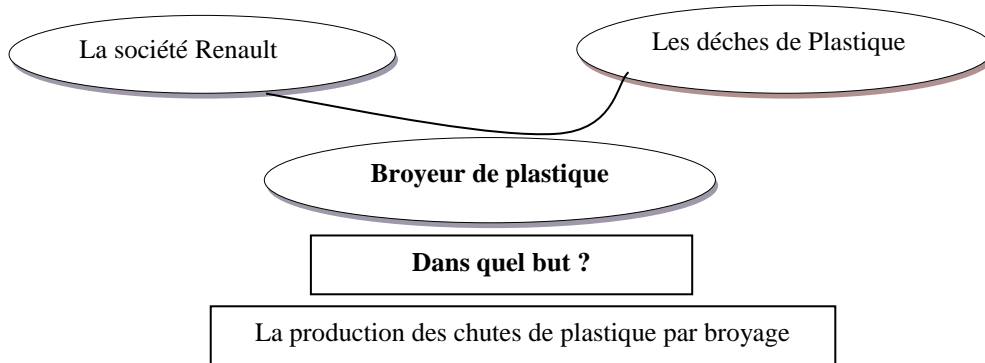 La société Renault
Les déches de Plastique
Broyeur de plastique
Dans quel but ?
La production des chutes de plastique par broyage